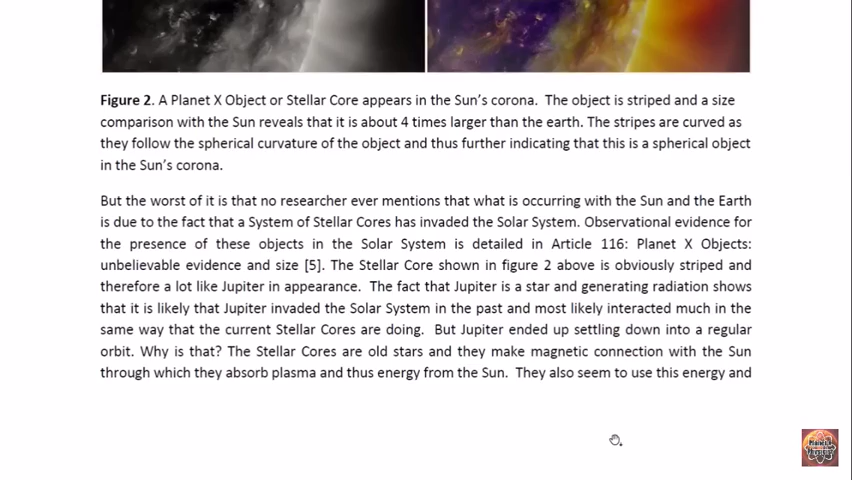 Figure 2. A Planet X Object or Stellar Core appears in the Sun's corona. The object is striped and a size
comparison with the Sun reveals that it is about 4 times larger than the earth. The stripes are curved as
they follow the spherical curvature of the object and thus further indicating that this is a spherical object
in the Sun's corona.
But the worst of it is that no researcher ever mentions that what is occurring with the Sun and the Earth
is due to the fact that a System of Stellar Cores has invaded the Solar System. Observational evidence for
the presence of these objects in the Solar System is detailed in Article 116: Planet X Objects:
unbelievable evidence and size [5]. The Stellar Core shown in figure 2 above is obviously striped and
therefore a lot like Jupiter in appearance. The fact that Jupiter is a star and generating radiation shows
that it is likely that Jupiter invaded the Solar System in the past and most likely interacted much in the
same way that the current Stellar Cores are doing. But Jupiter ended up settling down into a regular
orbit. Why is that? The Stellar Cores are old stars and they make magnetic connection with the Sun
through which they absorb plasma and thus energy from the Sun. They also seem to use this energy and